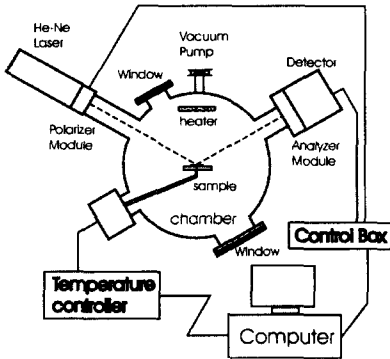 He-Ne
Laser
Vacuum
Pump
Window
Detector
heater
Polarizer
Module
Analyzer
Module
sample
chamber
Window
Control Box
Temperature
controller
Computer